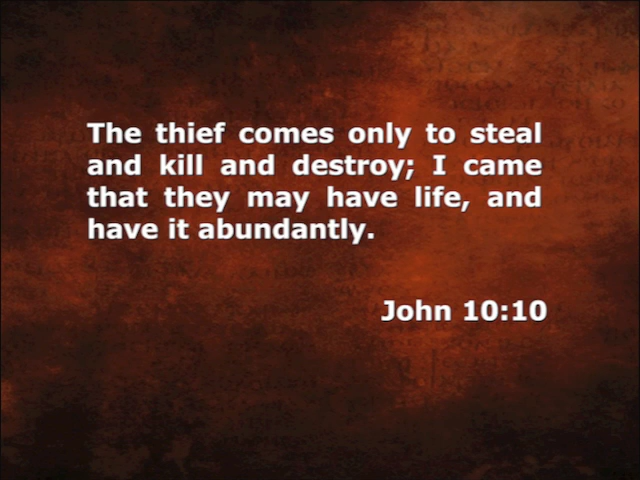 The thief comes only to steal
and kill and destroy; I came
that they may have life, and
have it abundantly.
John 10:10